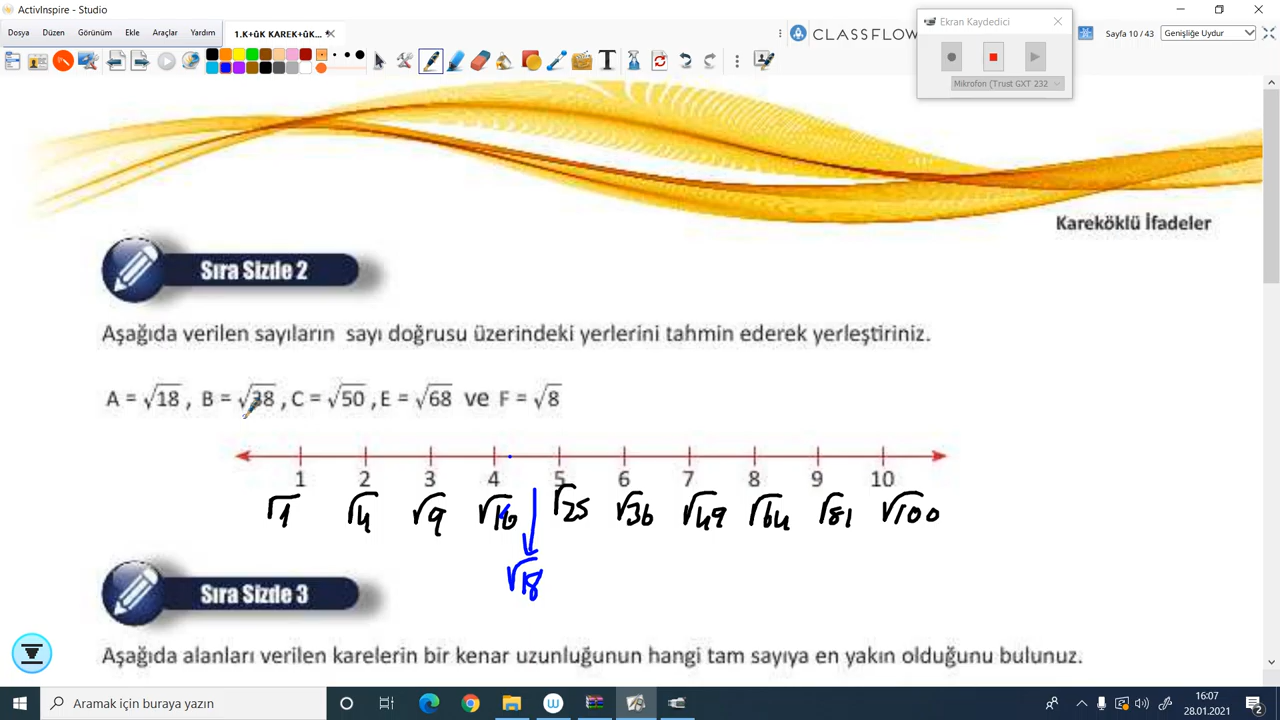 ActivInspire - Studio
Dosya Düzen Görünüm Ekle Araçlar Yardım
1.K+ûK KAREK+ûK...
CLASSFLOW
Sayfa 10 / 43
Genişliğe Uydur
Ekran Kaydedici
Mikrofon (Trust GXT 232
Kareköklü İfadeler
Sıra Sizde 2
Aşağıda verilen sayıların sayı doğrusu üzerindeki yerlerini tahmin ederek yerleştiriniz.
A = √18 , B = √38 , C = √50 , E = √68 ve F = √8
1 2 3 4 5 6 7 8 9 10
√1 √4 √9 √16 √25 √36 √49 √64 √81 √100
√18
Sıra Sizde 3
Aşağıda alanları verilen karelerin bir kenar uzunluğunun hangi tam sayıya en yakın olduğunu bulunuz.
Aramak için buraya yazın
16:07
28.01.2021
2